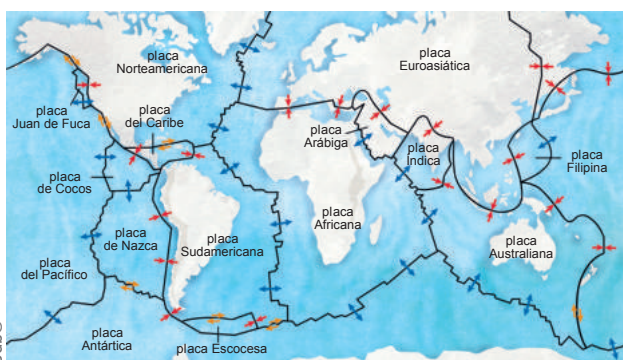 placa
Norteamericana
placa
Euroasiática
placa
Juan de Fuca
placa
del Caribe
placa
Arábiga
placa
Índica
placa
Filipina
placa
de Cocos
placa
Africana
placa
de Nazca
placa
Sudamericana
placa
Australiana
placa
del Pacífico
placa
Antártica
placa Escocesa